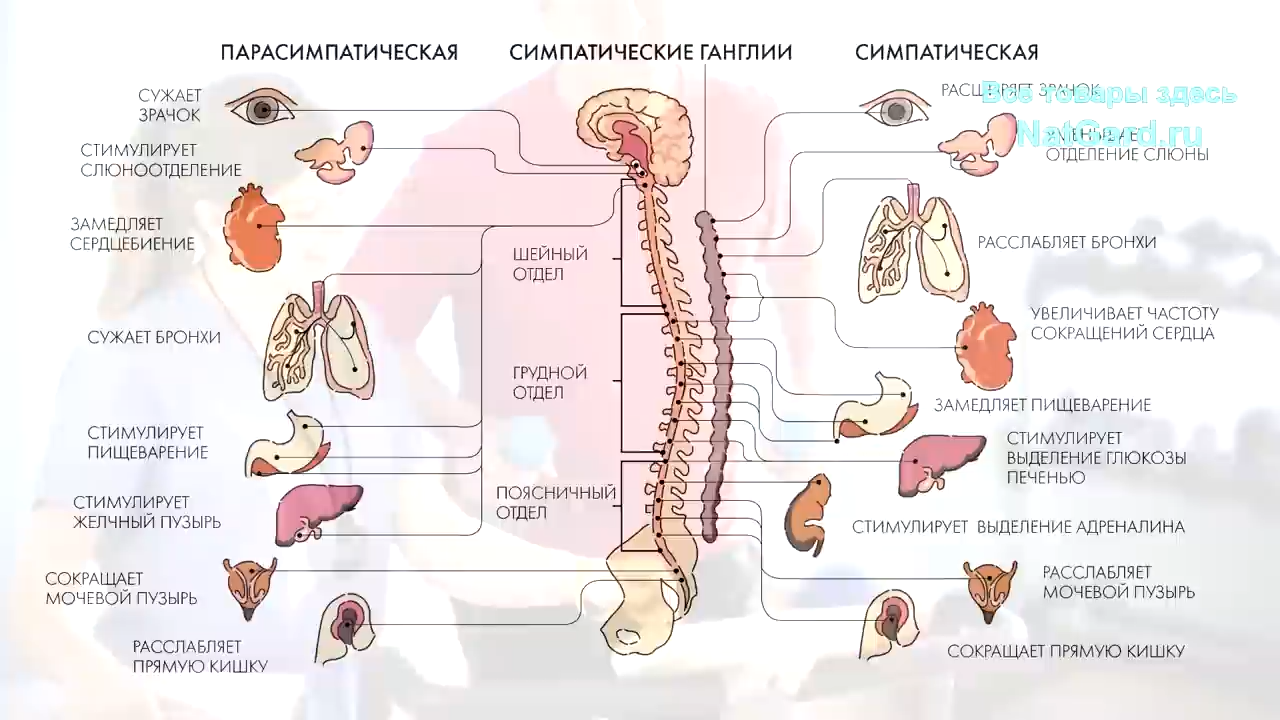 ПАРАСИМПАТИЧЕСКАЯ
СИМПАТИЧЕСКИЕ ГАНГЛИИ
СИМПАТИЧЕСКАЯ
СУЖАЕТ
ЗРАЧОК
СТИМУЛИРУЕТ
СЛЮНООТДЕЛЕНИЕ
ЗАМЕДЛЯЕТ
СЕРДЦЕБИЕНИЕ
СУЖАЕТ БРОНХИ
СТИМУЛИРУЕТ
ПИЩЕВАРЕНИЕ
СТИМУЛИРУЕТ
ЖЕЛЧНЫЙ ПУЗЫРЬ
СОКРАЩАЕТ
МОЧЕВОЙ ПУЗЫРЬ
РАССЛАБЛЯЕТ
ПРЯМУЮ КИШКУ
ШЕЙНЫЙ
ОТДЕЛ
ГРУДНОЙ
ОТДЕЛ
ПОЯСНИЧНЫЙ
ОТДЕЛ
РАСШИРЯЕТ ЗРАЧОК
Все товары здесь
NatCard.ru
ОТДЕЛЕНИЕ СЛЮНЫ
РАССЛАБЛЯЕТ БРОНХИ
УВЕЛИЧИВАЕТ ЧАСТОТУ
СОКРАЩЕНИЙ СЕРДЦА
ЗАМЕДЛЯЕТ ПИЩЕВАРЕНИЕ
СТИМУЛИРУЕТ
ВЫДЕЛЕНИЕ ГЛЮКОЗЫ
ПЕЧЕНЬЮ
СТИМУЛИРУЕТ ВЫДЕЛЕНИЕ АДРЕНАЛИНА
РАССЛАБЛЯЕТ
МОЧЕВОЙ ПУЗЫРЬ
СОКРАЩАЕТ ПРЯМУЮ КИШКУ